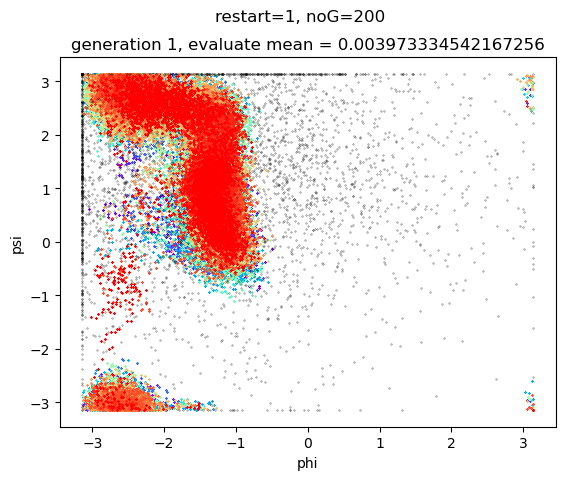 restart=1, noG=200
generation 1, evaluate mean = 0.003973334542167256
3
2
1
0
−1
−2
−3
psi
−3 −2 −1 0 1 2 3
phi